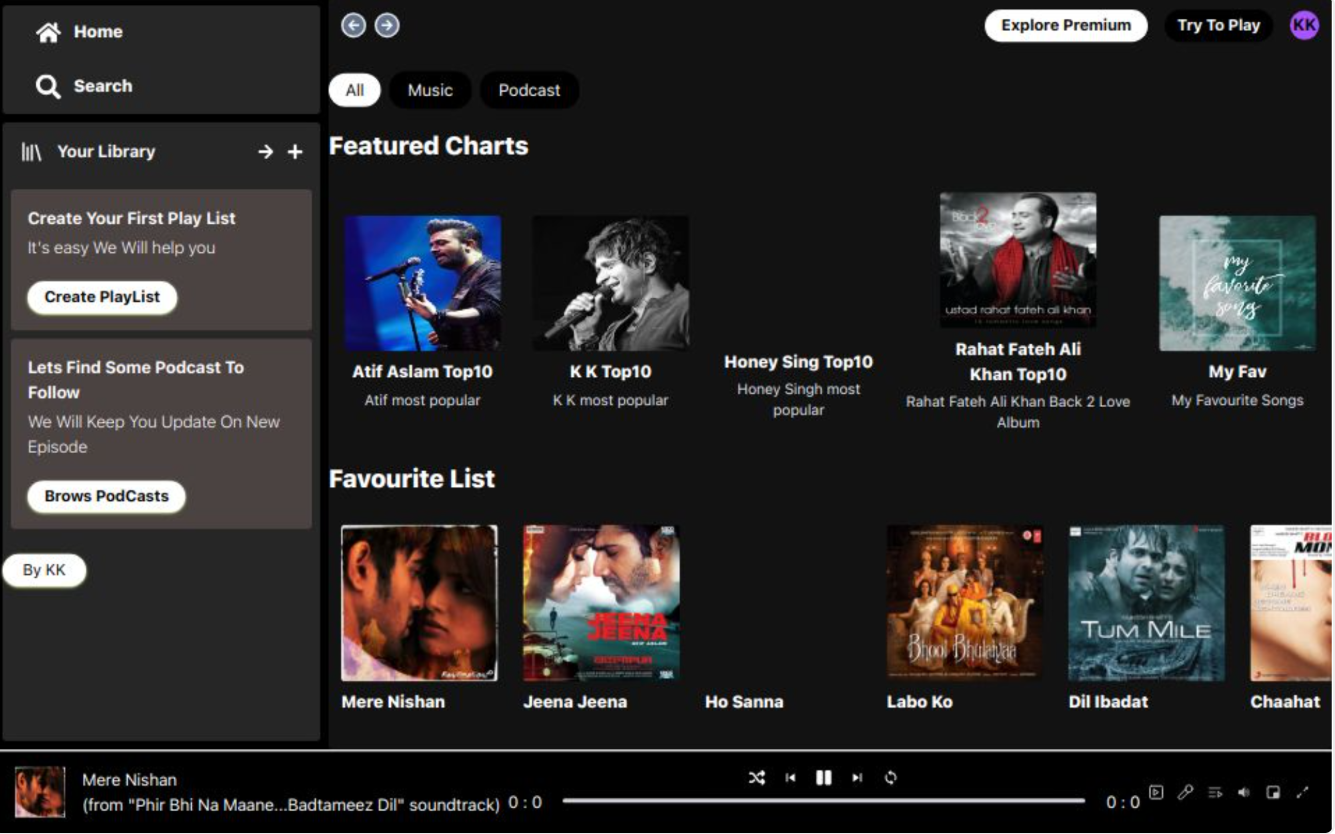 Home
Search
Your Library
Create Your First Play List
It's easy We Will help you
Create PlayList
Lets Find Some Podcast To
Follow
We Will Keep You Update On New
Episode
Brows PodCasts
By KK
Explore Premium
Try To Play
KK
All
Music
Podcast
Featured Charts
Back 2 Love
ustad rahat fateh ali khan
my
favorite
song
Atif Aslam Top10
Atif most popular
K K Top10
K K most popular
Honey Sing Top10
Honey Singh most
popular
Rahat Fateh Ali
Khan Top10
Rahat Fateh Ali Khan Back 2 Love
Album
My Fav
My Favourite Songs
Favourite List
JEENA
JEENA
Bhool Bhulaiyaa
TUM MILE
BLO
MON
Mere Nishan
Jeena Jeena
Ho Sanna
Labo Ko
Dil Ibadat
Chaahat
Mere Nishan
(from "Phir Bhi Na Maane...Badtameez Dil" soundtrack)
0 : 0
0 : 0